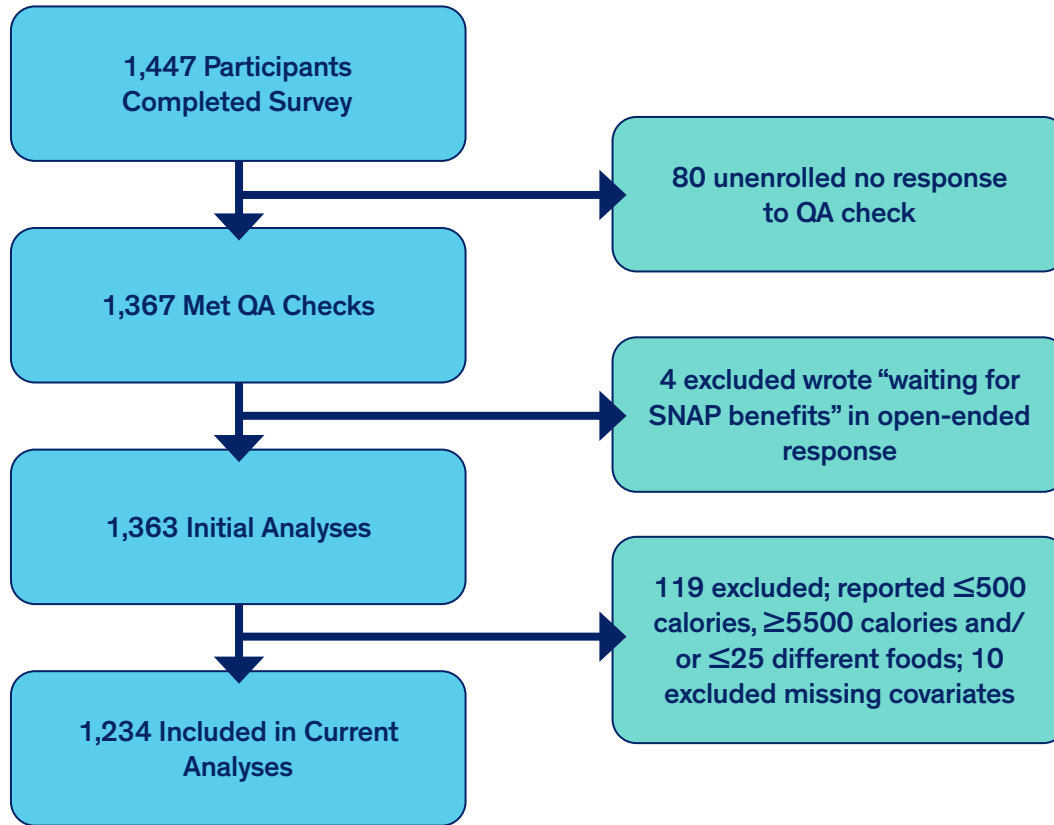 1,447 Participants
Completed Survey
80 unenrolled no response
to QA check
1,367 Met QA Checks
4 excluded wrote “waiting for
SNAP benefits” in open-ended
response
1,363 Initial Analyses
119 excluded; reported ≤500
calories, ≥5500 calories and/
or ≤25 different foods; 10
excluded missing covariates
1,234 Included in Current
Analyses